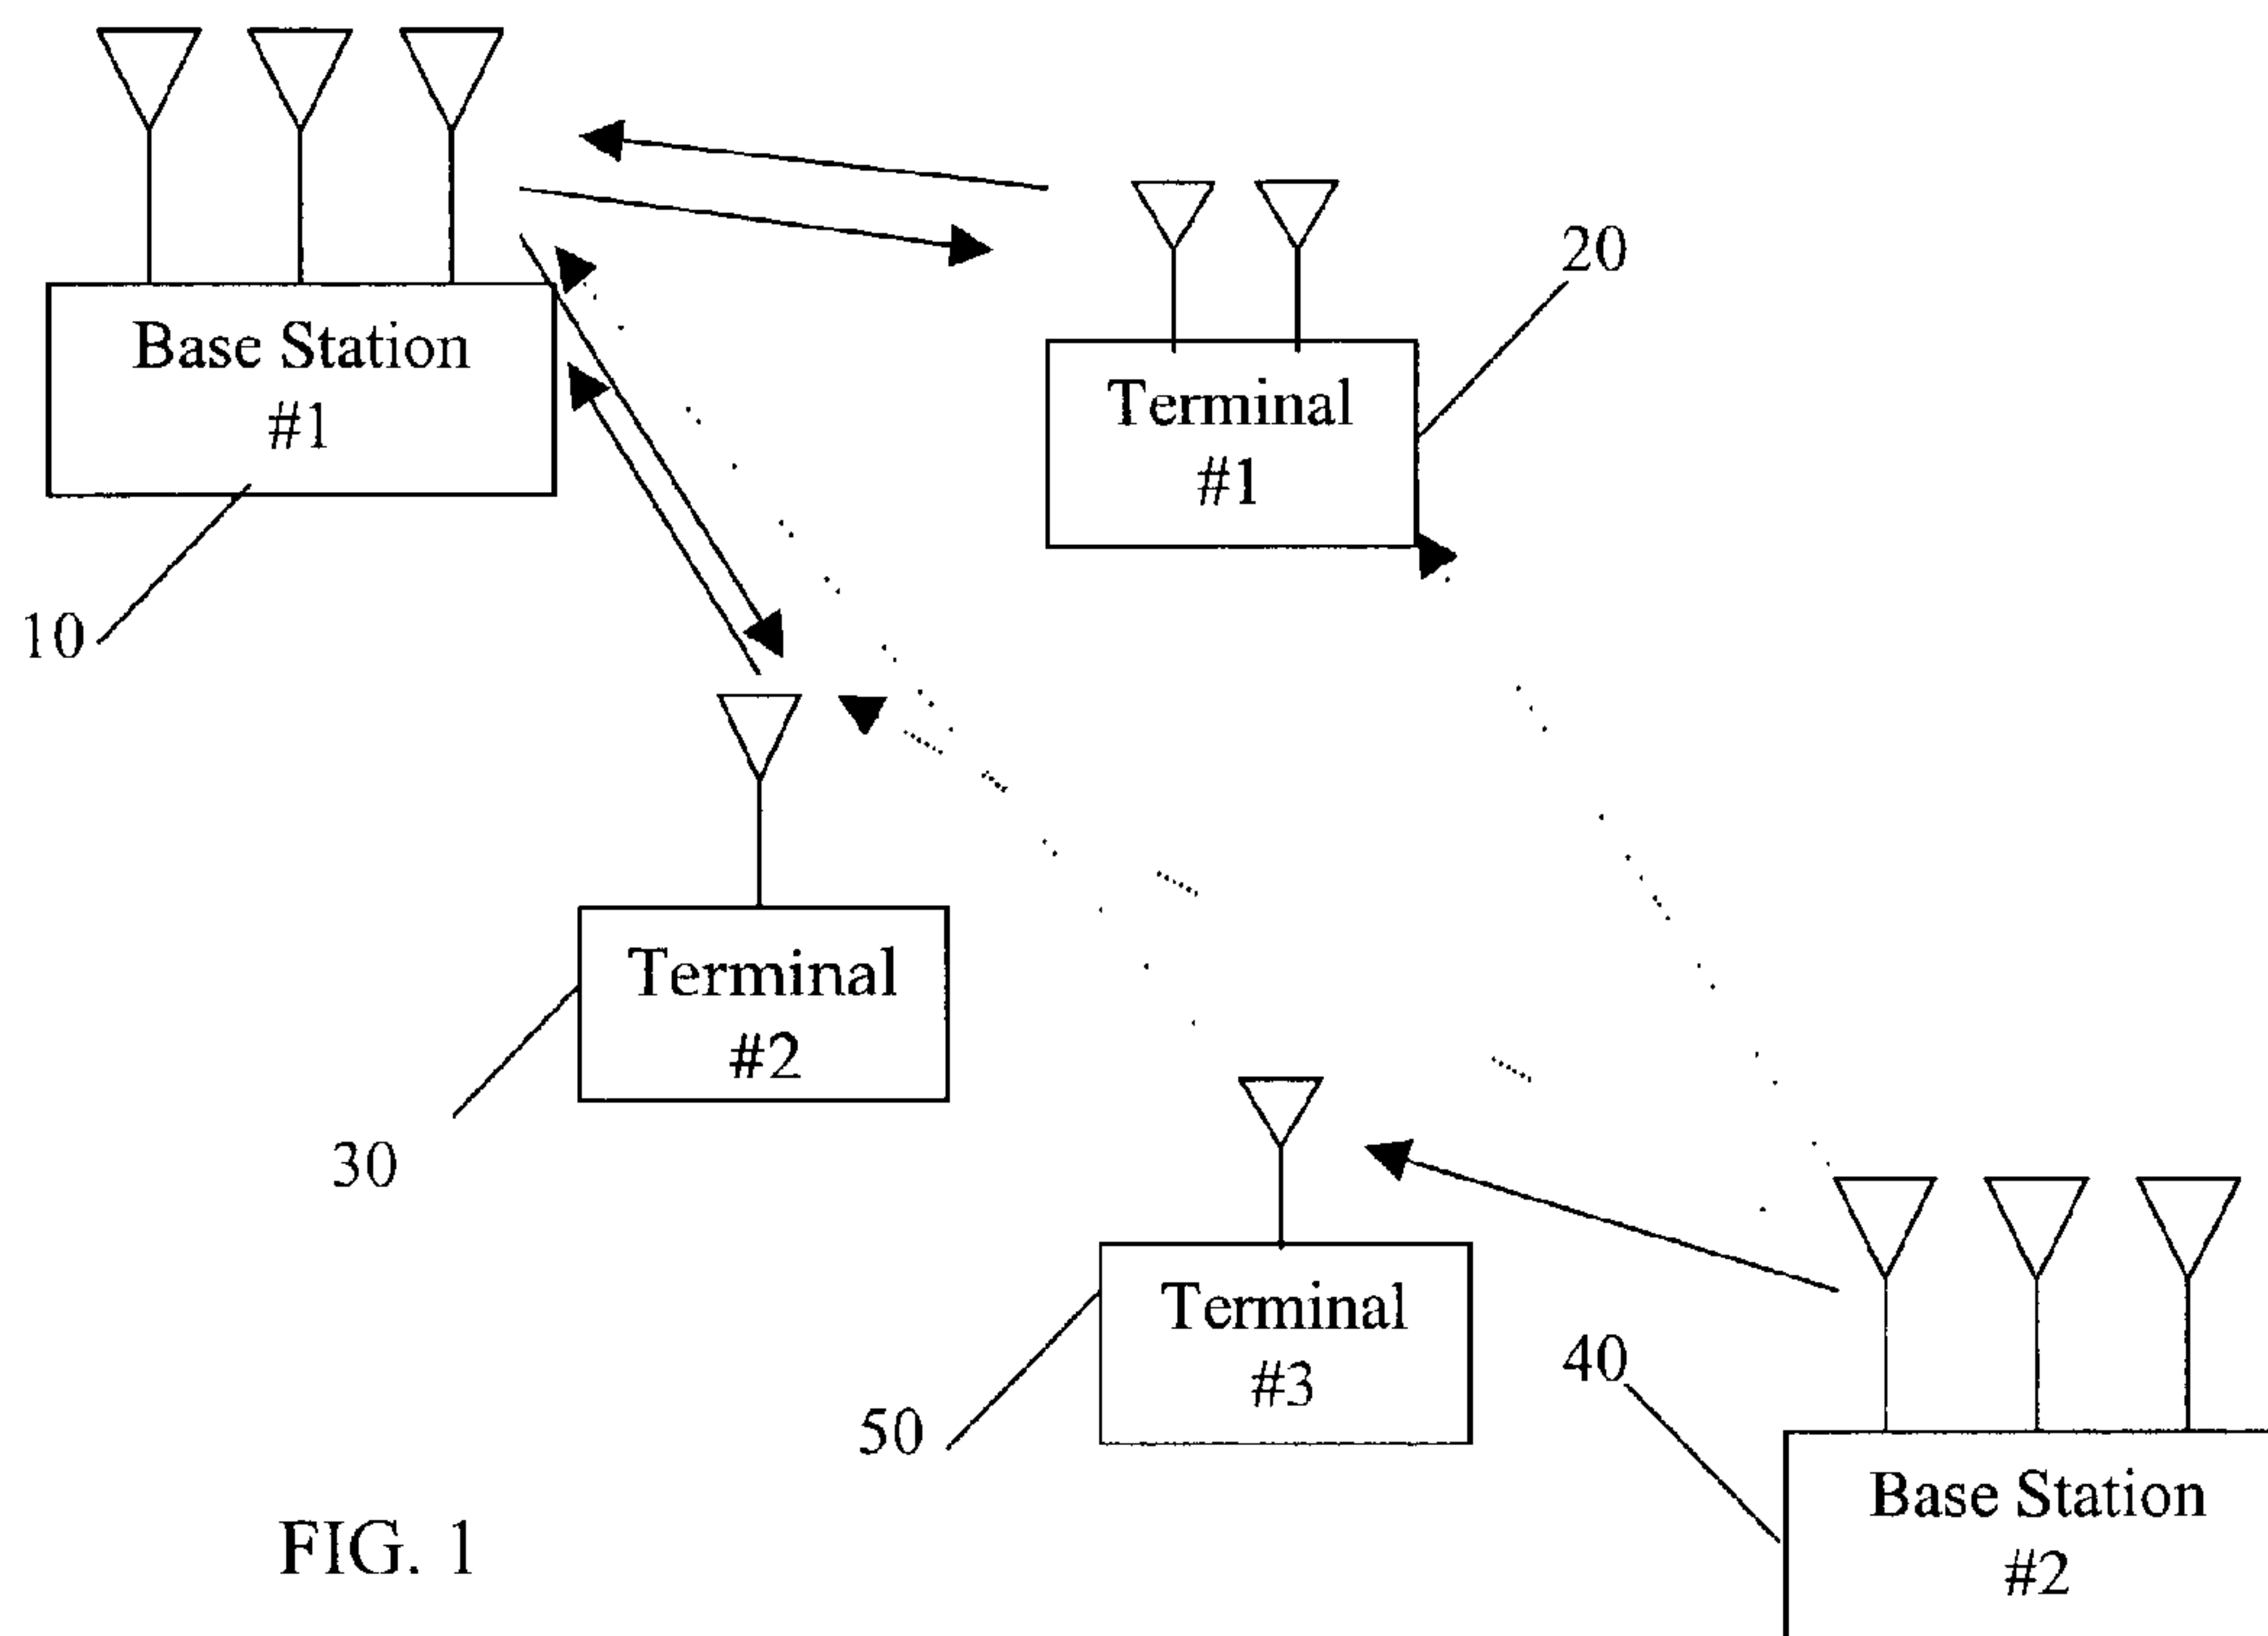 Base Station
#1
10
Terminal
#1
20
Terminal
#2
30
Terminal
#3
50
40
Base Station
#2
FIG. 1